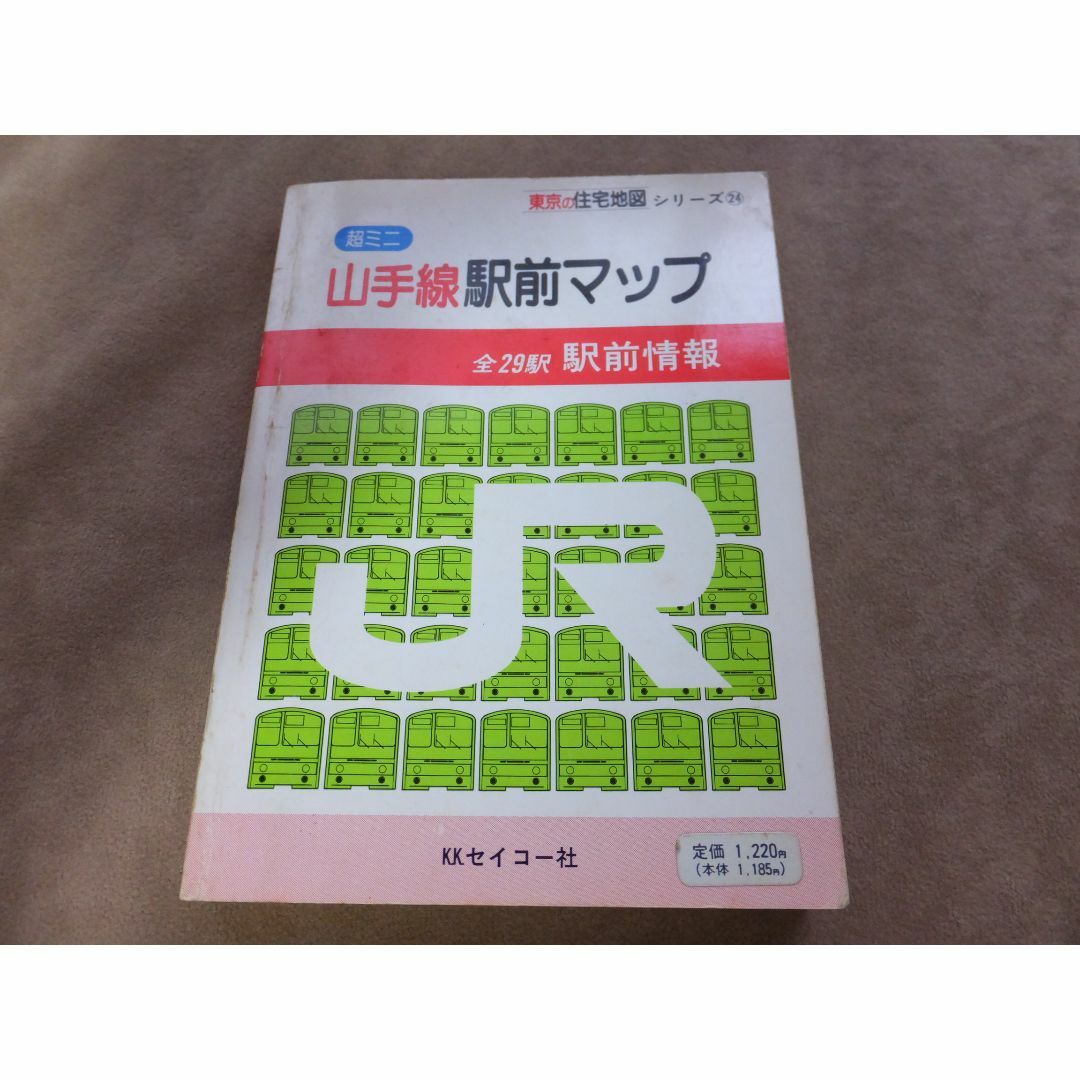 東京の住宅地図 シリーズ㉔
超ミニ
山手線駅前マップ
全29駅 駅前情報
JR
KKセイコー社
定価 1,220円
(本体 1,185円)